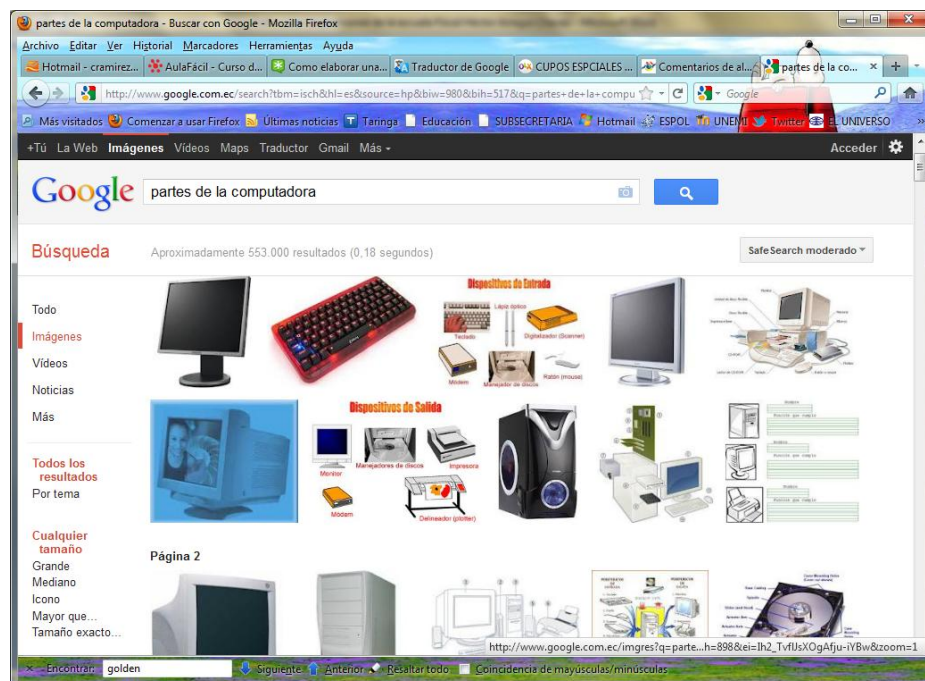 partes de la computadora - Buscar con Google - Mozilla Firefox
Archivo Editar Ver Historial Marcadores Herramientas Ayuda
Hotmail - cramirez... AulaFácil - Curso d... Como elaborar una... Traductor de Google CUPOS ESPCIALES ... Comentarios de al... partes de la co...
http://www.google.com.ec/search?tbm=isch&hl=es&source=hp&biw=980&bih=517&q=partes+de+la+compu Google
Más visitados Comenzar a usar Firefox Últimas noticias Taringa Educación SUBSECRETARIA Hotmail ESPOL UNEMI Twitter EL UNIVERSO
+Tú La Web Imágenes Vídeos Maps Traductor Gmail Más Acceder
Google partes de la computadora
Búsqueda Aproximadamente 553.000 resultados (0,18 segundos) SafeSearch moderado
Todo
Imágenes
Vídeos
Noticias
Más
Todos los
resultados
Por tema
Cualquier
tamaño
Grande
Mediano
Icono
Mayor que...
Tamaño exacto...
Dispositivos de Entrada
Lápiz óptico
Teclado
Digitalizador (Scanner)
Módem
Manejador de discos
Ratón (mouse)
Dispositivos de Salida
Monitor
Manejadores de discos
Impresora
Módem
Delineador (plotter)
Página 2
http://www.google.com.ec/imgres?q=parte...h=898&ei=Ih2_TvfUsXOgAfju-iYBw&zoom=1
Encontrar: golden Siguiente Anterior Resaltar todo Coincidencia de mayúsculas/minúsculas